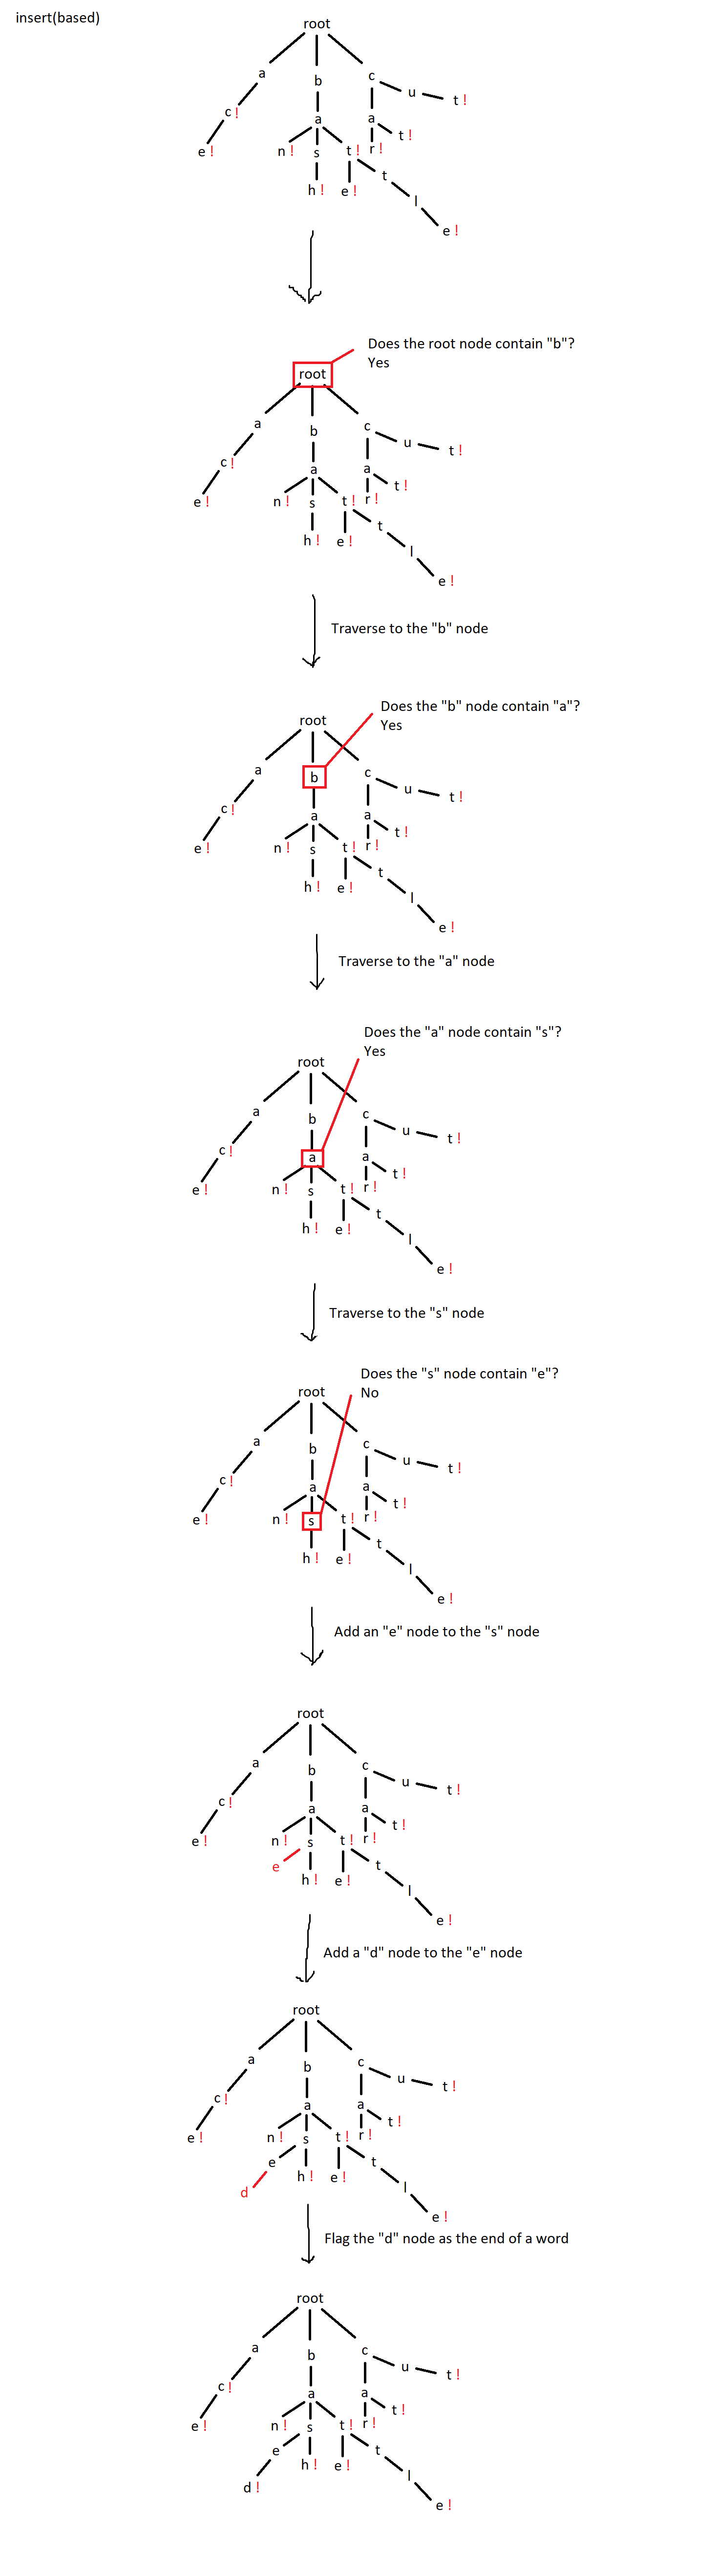 insert(based)
root
a
b
c
u
t !
c !
a
a
t !
e !
n !
s
t !
r !
t
h !
e !
l
e !
Does the root node contain "b"?
Yes
root
a
b
c
u
t !
c !
a
a
t !
e !
n !
s
t !
r !
t
h !
e !
l
e !
Traverse to the "b" node
Does the "b" node contain "a"?
Yes
root
a
b
c
u
t !
c !
a
a
t !
e !
n !
s
t !
r !
t
h !
e !
l
e !
Traverse to the "a" node
Does the "a" node contain "s"?
Yes
root
a
b
c
u
t !
c !
a
a
t !
e !
n !
s
t !
r !
t
h !
e !
l
e !
Traverse to the "s" node
Does the "s" node contain "e"?
No
root
a
b
c
u
t !
c !
a
a
t !
e !
n !
s
t !
r !
t
h !
e !
l
e !
Add an "e" node to the "s" node
root
a
b
c
u
t !
c !
a
a
t !
e !
n !
s
t !
r !
e
t
h !
e !
l
e !
Add a "d" node to the "e" node
root
a
b
c
u
t !
c !
a
a
t !
e !
n !
s
t !
r !
e
t
d
h !
e !
l
e !
Flag the "d" node as the end of a word
root
a
b
c
u
t !
c !
a
a
t !
e !
n !
s
t !
r !
e
t
d !
h !
e !
l
e !